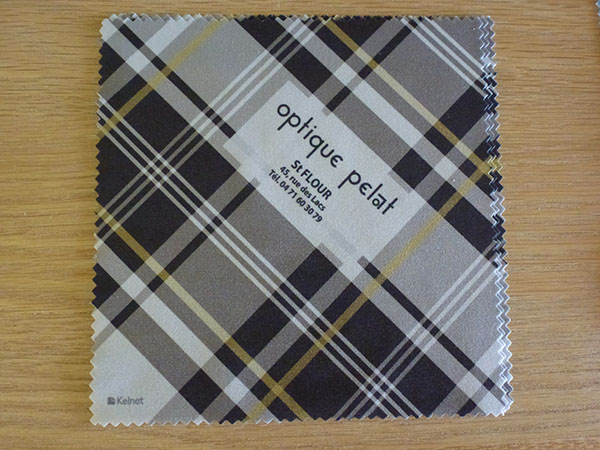 optique pelat
St FLOUR
45, rue des Lacs
Tél. 04 71 60 30 79
Kelnet